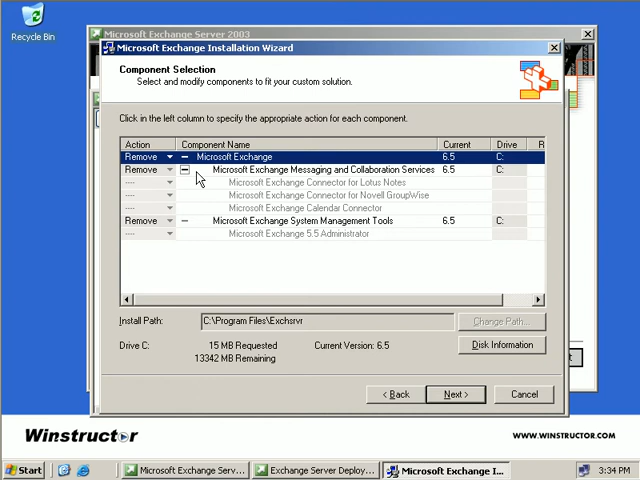 Recycle Bin
Microsoft Exchange Server 2003
Microsoft Exchange Installation Wizard
Component Selection
Select and modify components to fit your custom solution.
Click in the left column to specify the appropriate action for each component.
Action Component Name Current Drive R
Remove Microsoft Exchange 6.5 C:
Remove Microsoft Exchange Messaging and Collaboration Services 6.5 C:
---- Microsoft Exchange Connector for Lotus Notes
---- Microsoft Exchange Connector for Novell GroupWise
---- Microsoft Exchange Calendar Connector
Remove Microsoft Exchange System Management Tools 6.5 C:
---- Microsoft Exchange 5.5 Administrator
Install Path: C:\Program Files\Exchsrvr Change Path...
Drive C: 15 MB Requested Current Version: 6.5 Disk Information
13342 MB Remaining
< Back Next > Cancel
Winstructor WWW.WINSTRUCTOR.COM
Start Microsoft Exchange Serv... Exchange Server Deploy... Microsoft Exchange I... 3:34 PM